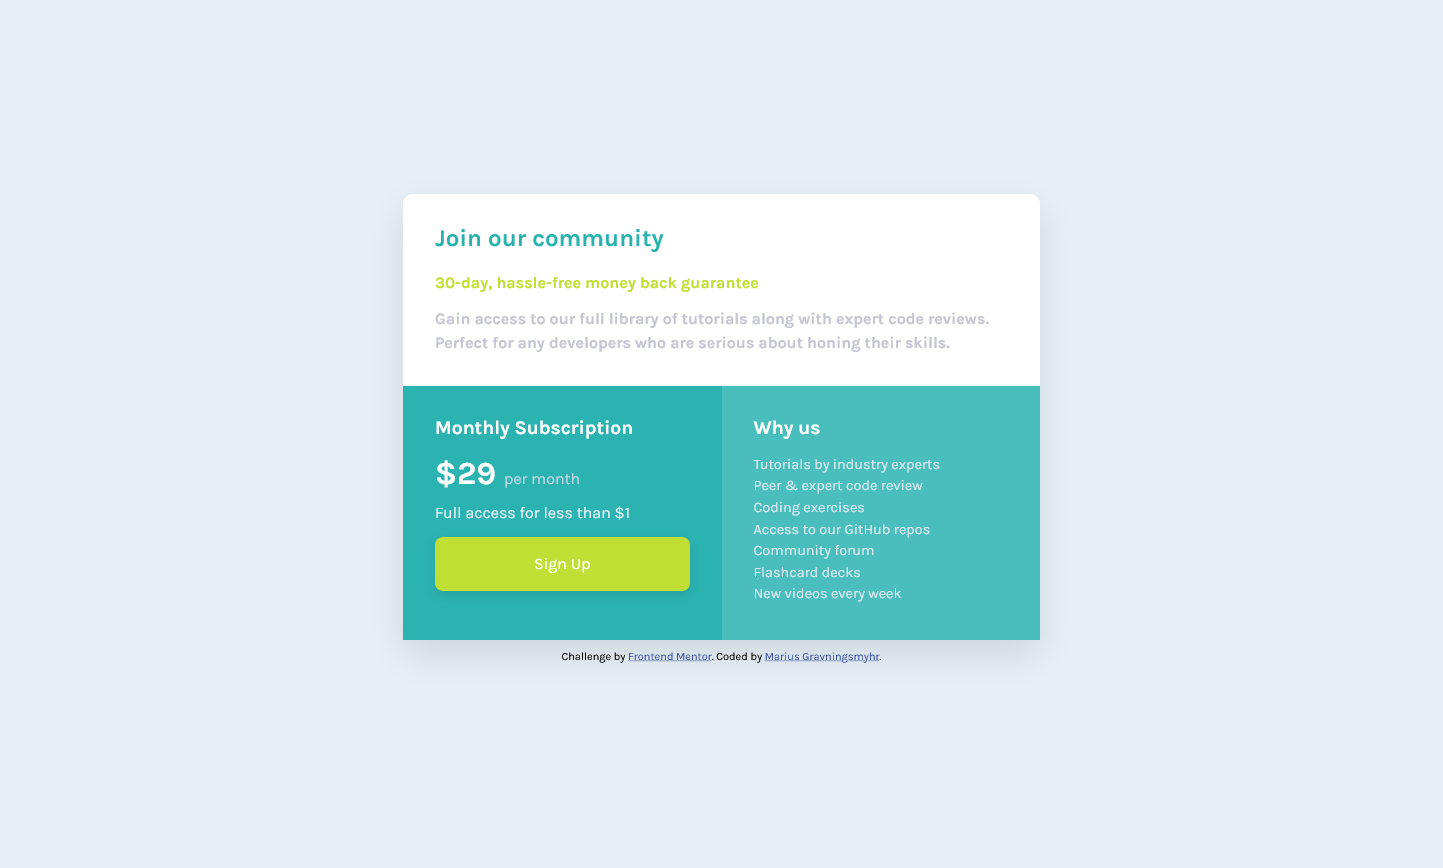 Join our community
30-day, hassle-free money back guarantee
Gain access to our full library of tutorials along with expert code reviews.
Perfect for any developers who are serious about honing their skills.
Monthly Subscription
$29 per month
Full access for less than $1
Sign Up
Why us
Tutorials by industry experts
Peer & expert code review
Coding exercises
Access to our GitHub repos
Community forum
Flashcard decks
New videos every week
Challenge by Frontend Mentor. Coded by Marius Gravningsmyhr.